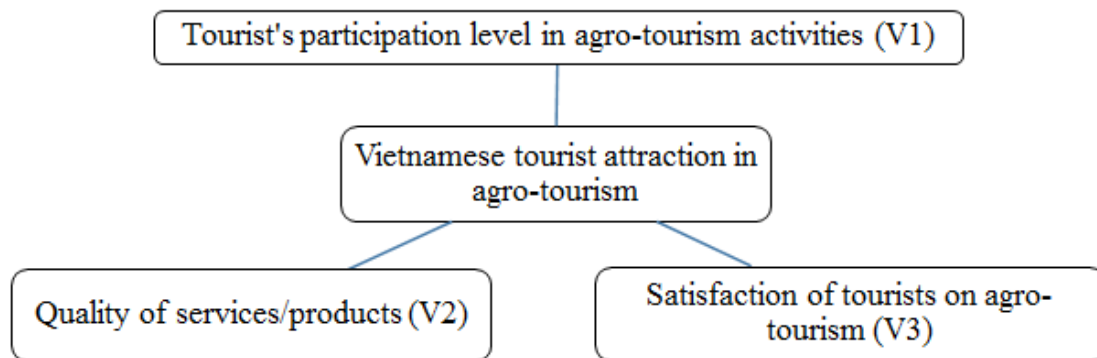 Tourist's participation level in agro-tourism activities (V1)
Vietnamese tourist attraction in
agro-tourism
Quality of services/products (V2)
Satisfaction of tourists on agro-
tourism (V3)